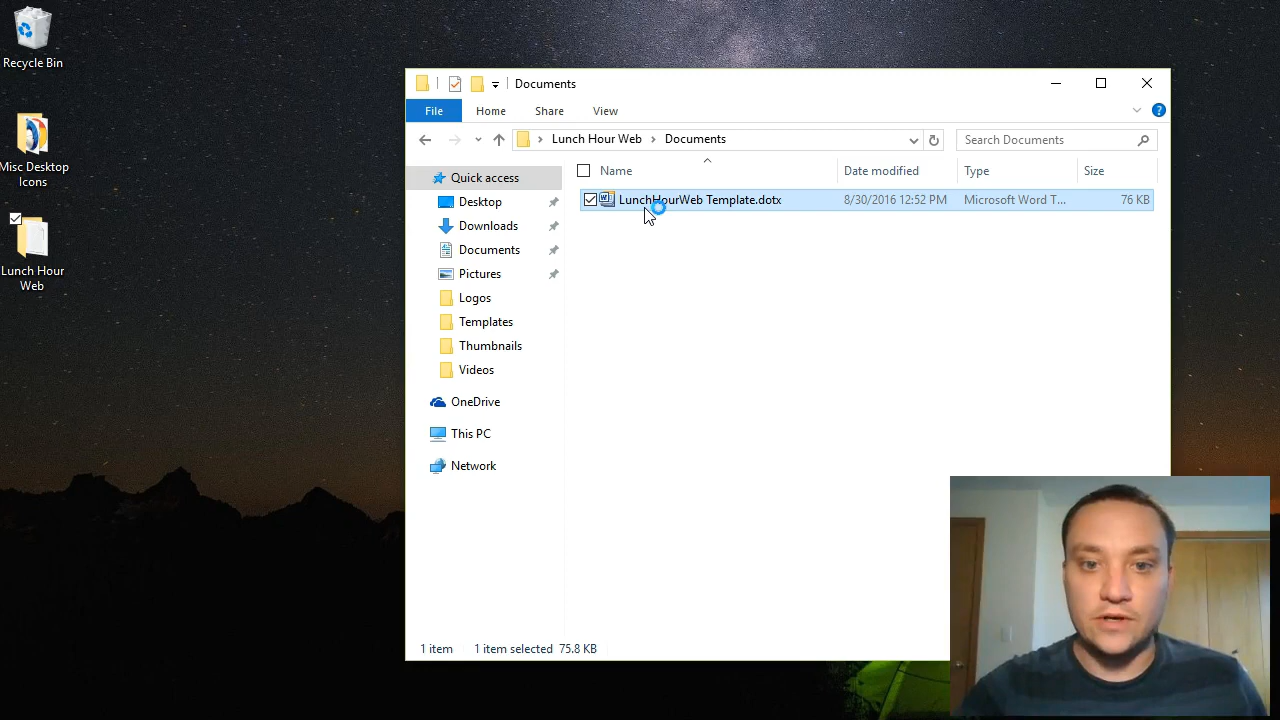 Recycle Bin
Misc Desktop
Icons
Lunch Hour
Web
Documents
File
Home
Share
View
?
Lunch Hour Web
Documents
Search Documents
Name
Date modified
Type
Size
LunchHourWeb Template.dotx
8/30/2016 12:52 PM
Microsoft Word T...
76 KB
Quick access
Desktop
Downloads
Documents
Pictures
Logos
Templates
Thumbnails
Videos
OneDrive
This PC
Network
1 item
1 item selected
75.8 KB